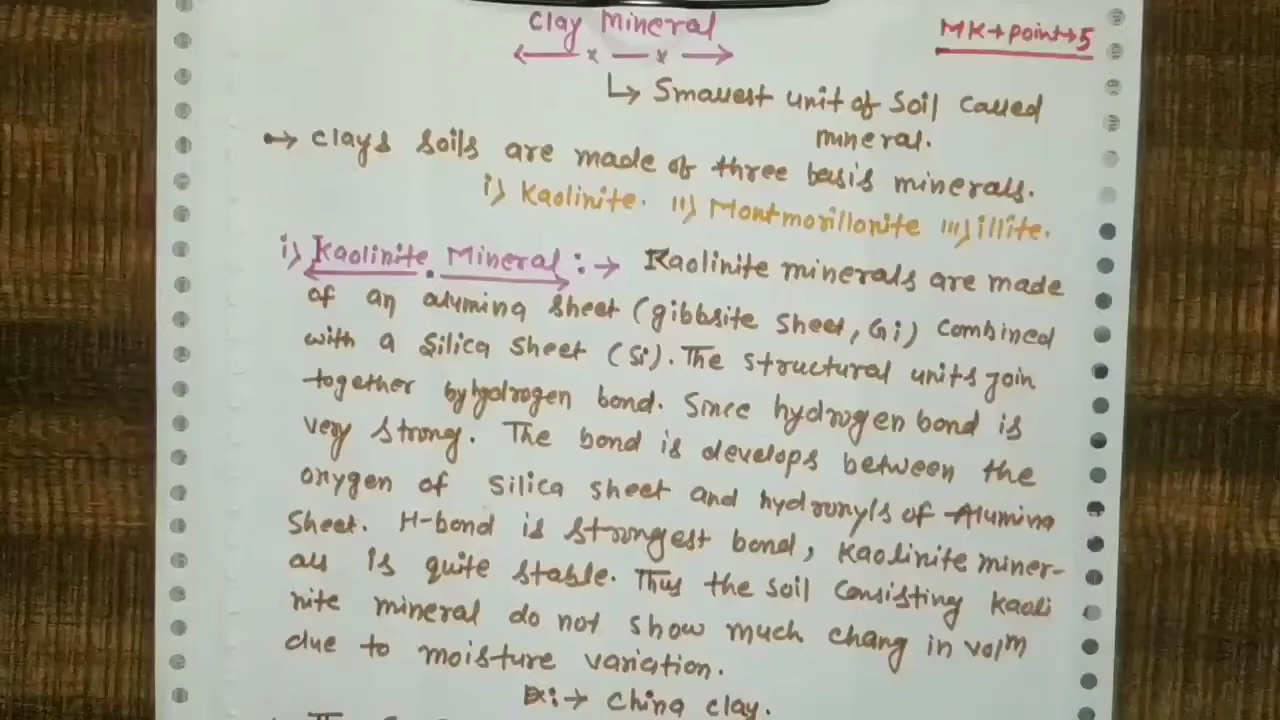 Clay Mineral
MK→point→5
↳ Smallest unit of Soil Called
mineral.
→ Clays Soils are made of three basis minerals.
i) Kaolinite. ii) Montmorillonite iii) illite.
i) Kaolinite Mineral :→ Kaolinite minerals are made
of an alumina sheet (gibbsite Sheet, Gi) Combined
with a Silica Sheet (Si). The structural units join
together by hydrogen bond. Since hydrogen bond is
very strong. The bond is develops between the
oxygen of Silica sheet and hydroxyls of Alumina
Sheet. H-bond is strongest bond, Kaolinite miner-
als is quite stable. Thus the soil Consisting Kaoli
nite mineral do not show much chang in volm
due to moisture variation.
Ex:→ China clay.